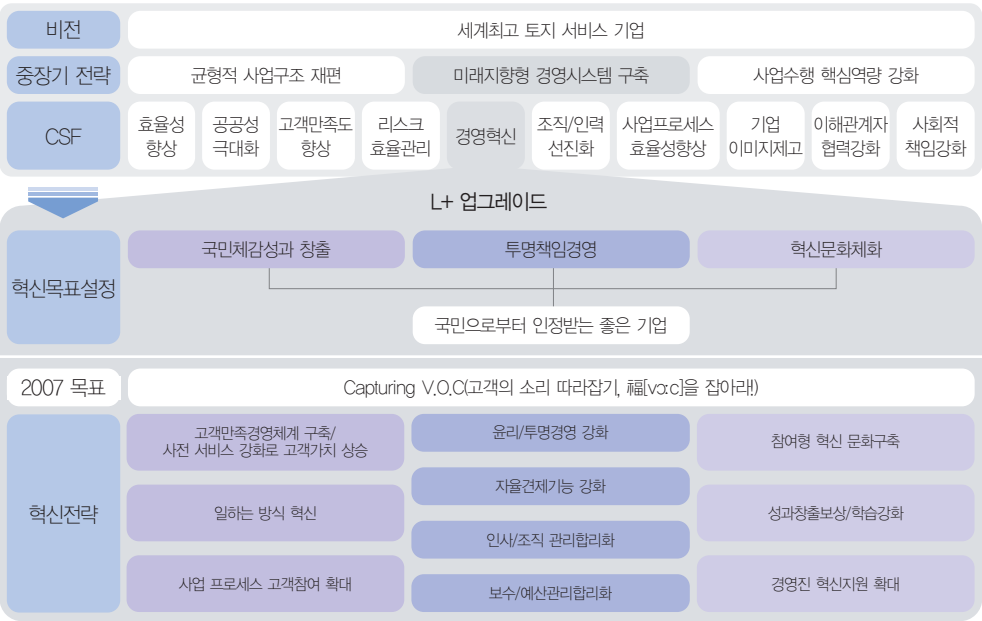 비전
세계최고 토지 서비스 기업
중장기 전략
균형적 사업구조 재편
미래지향형 경영시스템 구축
사업수행 핵심역량 강화
CSF
효율성
향상
공공성
극대화
고객만족도
향상
리스크
효율관리
경영혁신
조직/인력
선진화
사업프로세스
효율성향상
기업
이미지제고
이해관계자
협력강화
사회적
책임강화
L+ 업그레이드
혁신목표설정
국민체감성과 창출
투명책임경영
혁신문화체화
국민으로부터 인정받는 좋은 기업
2007 목표
Capturing V.O.C(고객의 소리 따라잡기, 福[vɔːc]을 잡아라!)
혁신전략
고객만족경영체계 구축/
사전 서비스 강화로 고객가치 상승
일하는 방식 혁신
사업 프로세스 고객참여 확대
윤리/투명경영 강화
자율견제기능 강화
인사/조직 관리합리화
보수/예산관리합리화
참여형 혁신 문화구축
성과창출보상/학습강화
경영진 혁신지원 확대